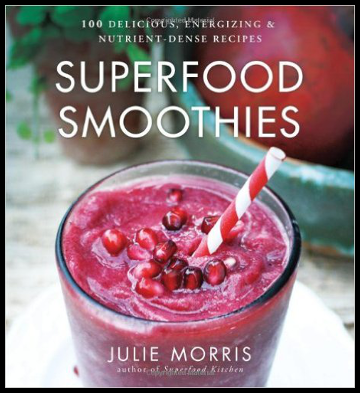 100 DELICIOUS, ENERGIZING &
NUTRIENT-DENSE RECIPES
SUPERFOOD
SMOOTHIES
JULIE MORRIS
author of Superfood Kitchen